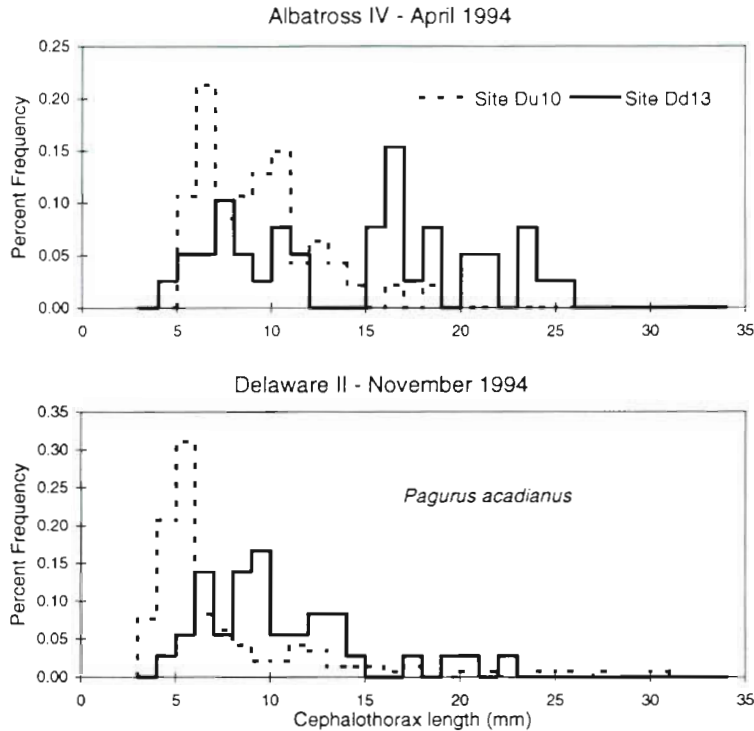 Albatross IV - April 1994
Percent Frequency
0.25
0.20
0.15
0.10
0.05
0.00
Site Du10
Site Dd13
0 5 10 15 20 25 30 35
Delaware II - November 1994
Percent Frequency
0.35
0.30
0.25
0.20
0.15
0.10
0.05
0.00
Pagurus acadianus
0 5 10 15 20 25 30 35
Cephalothorax length (mm)